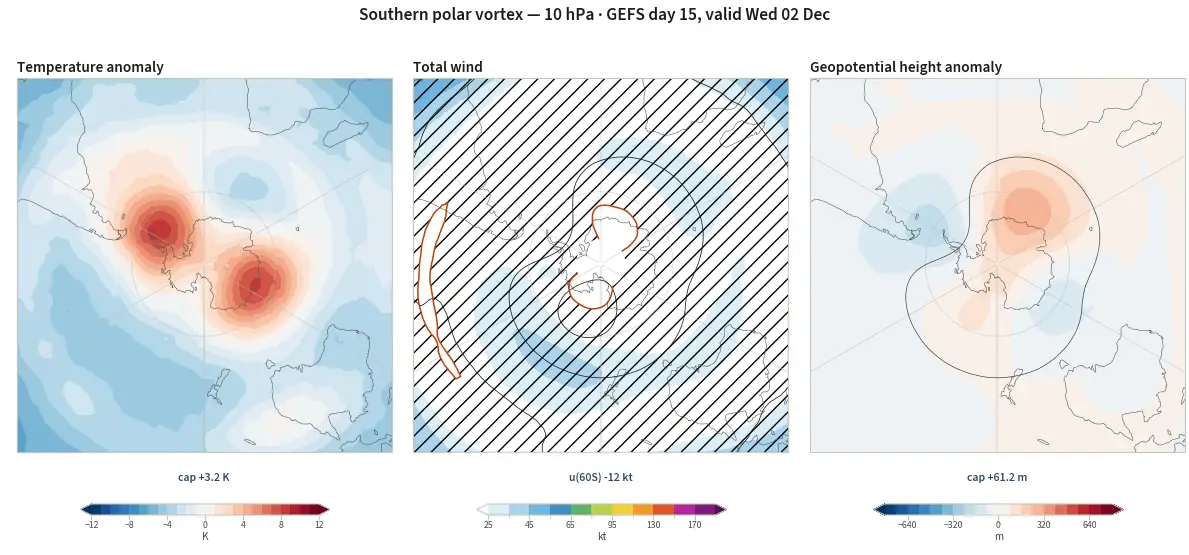 Southern polar vortex — 10 hPa · GEFS day 15, valid Wed 02 Dec
Temperature anomaly
Total wind
Geopotential height anomaly
cap +3.2 K
u(60S) -12 kt
cap +61.2 m
−12 −8 −4 0 4 8 12
K
25 45 65 95 130 170
kt
−640 −320 0 320 640
m